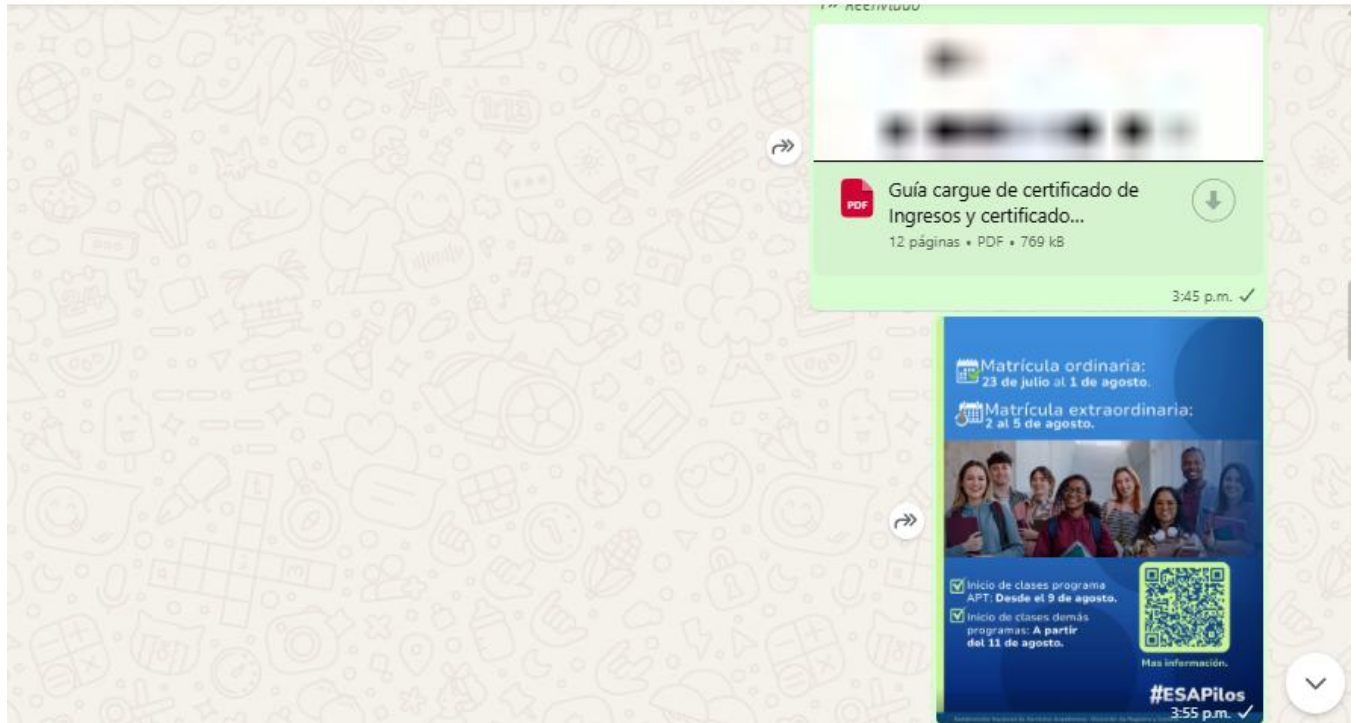 Reenviado
PDF
Guía cargue de certificado de
Ingresos y certificado...
12 páginas • PDF • 769 kB
3:45 p.m.
Matrícula ordinaria:
23 de julio al 1 de agosto.
Matrícula extraordinaria:
2 al 5 de agosto.
Inicio de clases programa
APT: Desde el 9 de agosto.
Inicio de clases demás
programas: A partir
del 11 de agosto.
Mas información.
#ESAPilos
3:55 p.m.